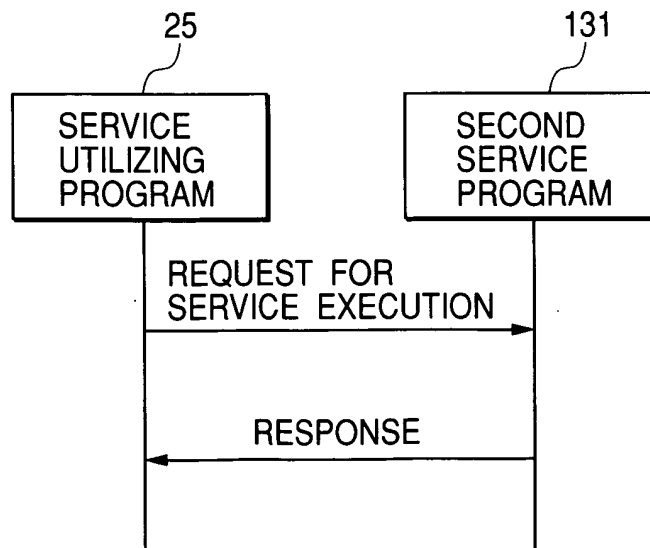 25
131
SERVICE
UTILIZING
PROGRAM
SECOND
SERVICE
PROGRAM
REQUEST FOR
SERVICE EXECUTION
RESPONSE